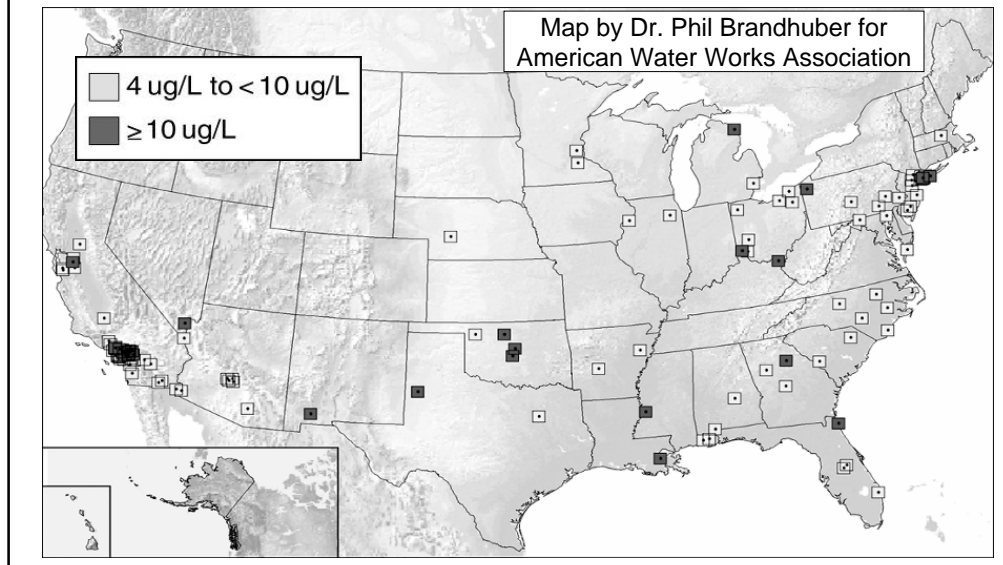 Map by Dr. Phil Brandhuber for
American Water Works Association
4 ug/L to < 10 ug/L
≥ 10 ug/L